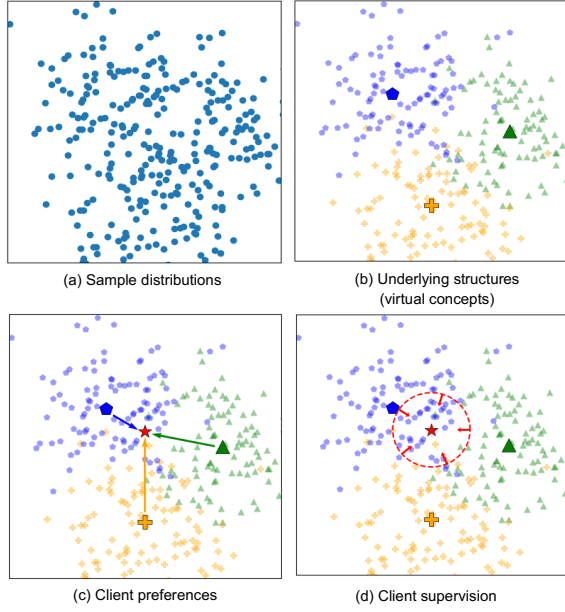 (a) Sample distributions
(b) Underlying structures
(virtual concepts)
(c) Client preferences
(d) Client supervision